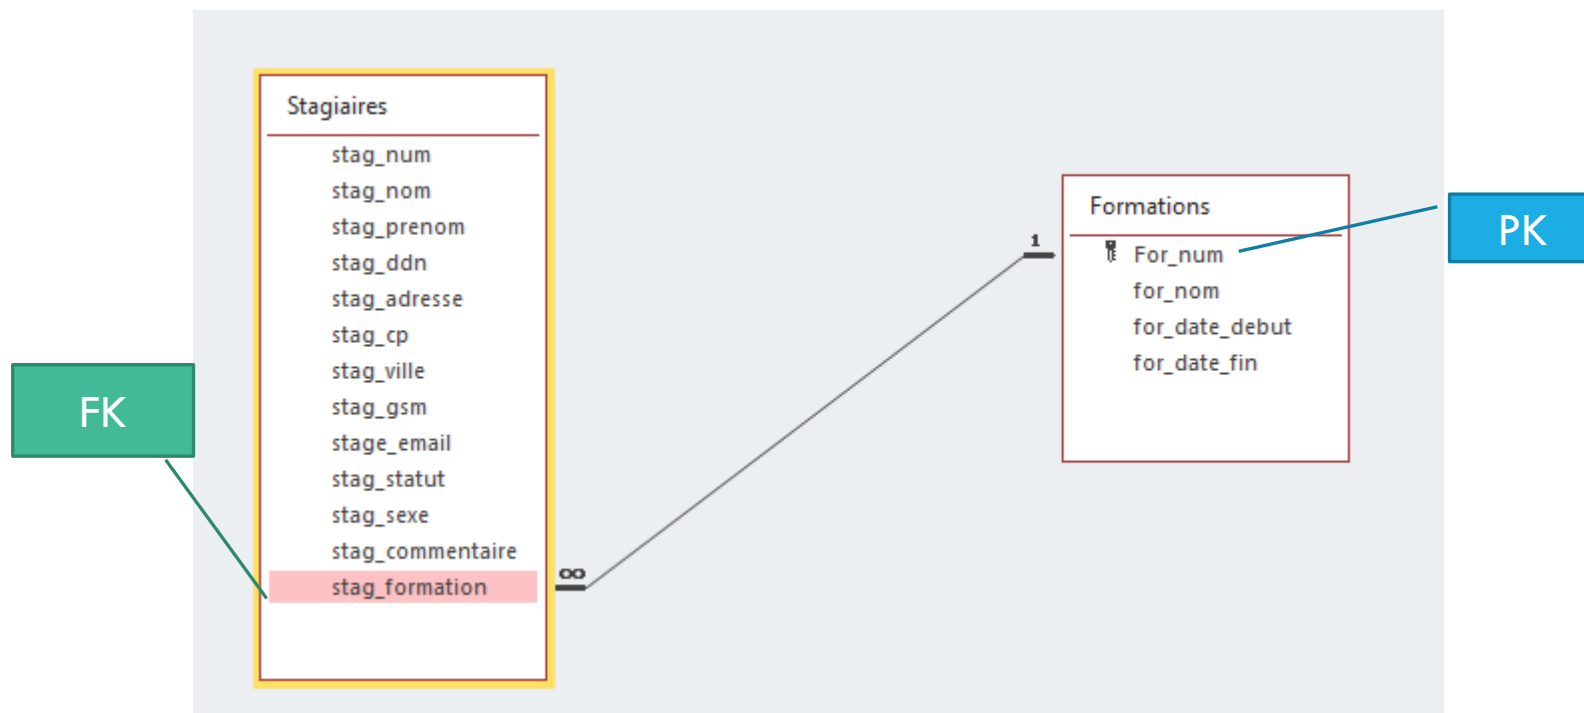 Stagiaires
stag_num
stag_nom
stag_prenom
stag_ddn
stag_adresse
stag_cp
stag_ville
stag_gsm
stage_email
stag_statut
stag_sexe
stag_commentaire
stag_formation
FK
∞
1
Formations
For_num
for_nom
for_date_debut
for_date_fin
PK